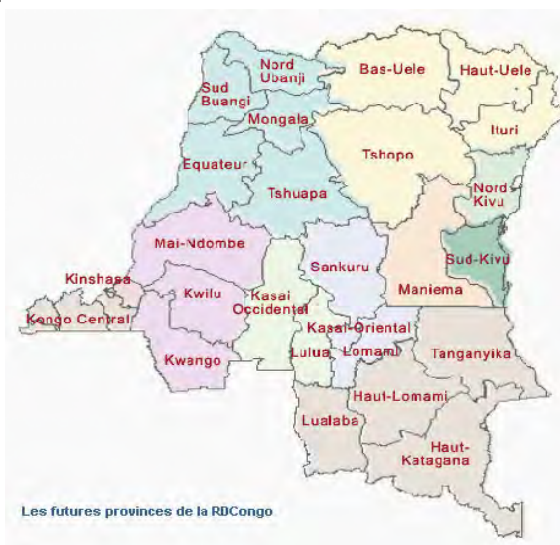 Nord
Ubanji
Bas-Uele
Haut-Uele
Sud
Buangi
Mongala
Ituri
Equateur
Tshopo
Tshuapa
Nord-
Kivu
Mai-Ndombe
Sankuru
Sud-Kivu
Kinshasa
Kwilu
Kasai
Occidental
Maniema
Kongo Central
Kasai-Oriental
Kwango
Lulua
Lomami
Tanganyika
Haut-Lomami
Lualaba
Haut-
Katagana
Les futures provinces de la RDCongo